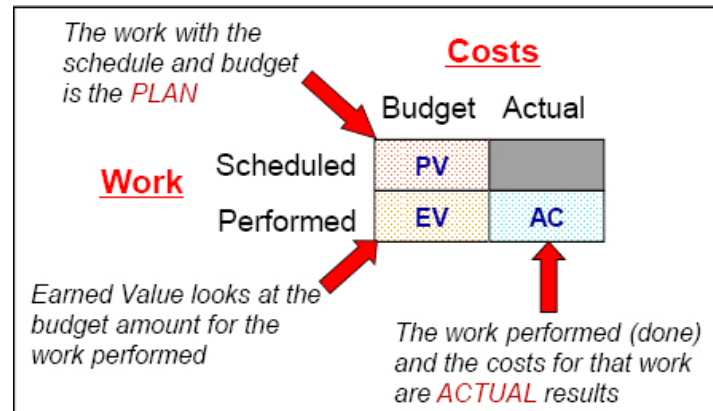 The work with the
schedule and budget
is the PLAN
Costs
Budget Actual
Work
Scheduled PV
Performed EV AC
Earned Value looks at the
budget amount for the
work performed
The work performed (done)
and the costs for that work
are ACTUAL results